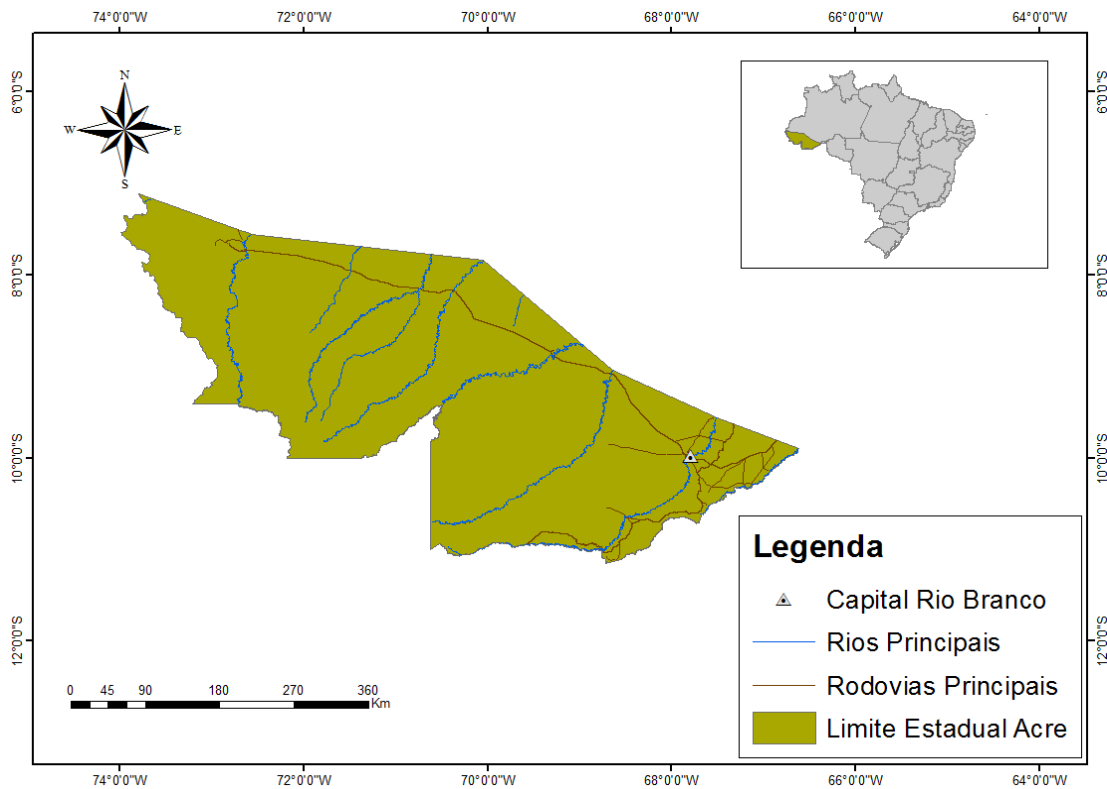 74°0'0"W 72°0'0"W 70°0'0"W 68°0'0"W 66°0'0"W 64°0'0"W
6°0'0"S 6°0'0"S
N
W E
S
8°0'0"S 8°0'0"S
10°0'0"S 10°0'0"S
12°0'0"S 12°0'0"S
Legenda
Capital Rio Branco
Rios Principais
Rodovias Principais
Limite Estadual Acre
0 45 90 180 270 360
Km
74°0'0"W 72°0'0"W 70°0'0"W 68°0'0"W 66°0'0"W 64°0'0"W